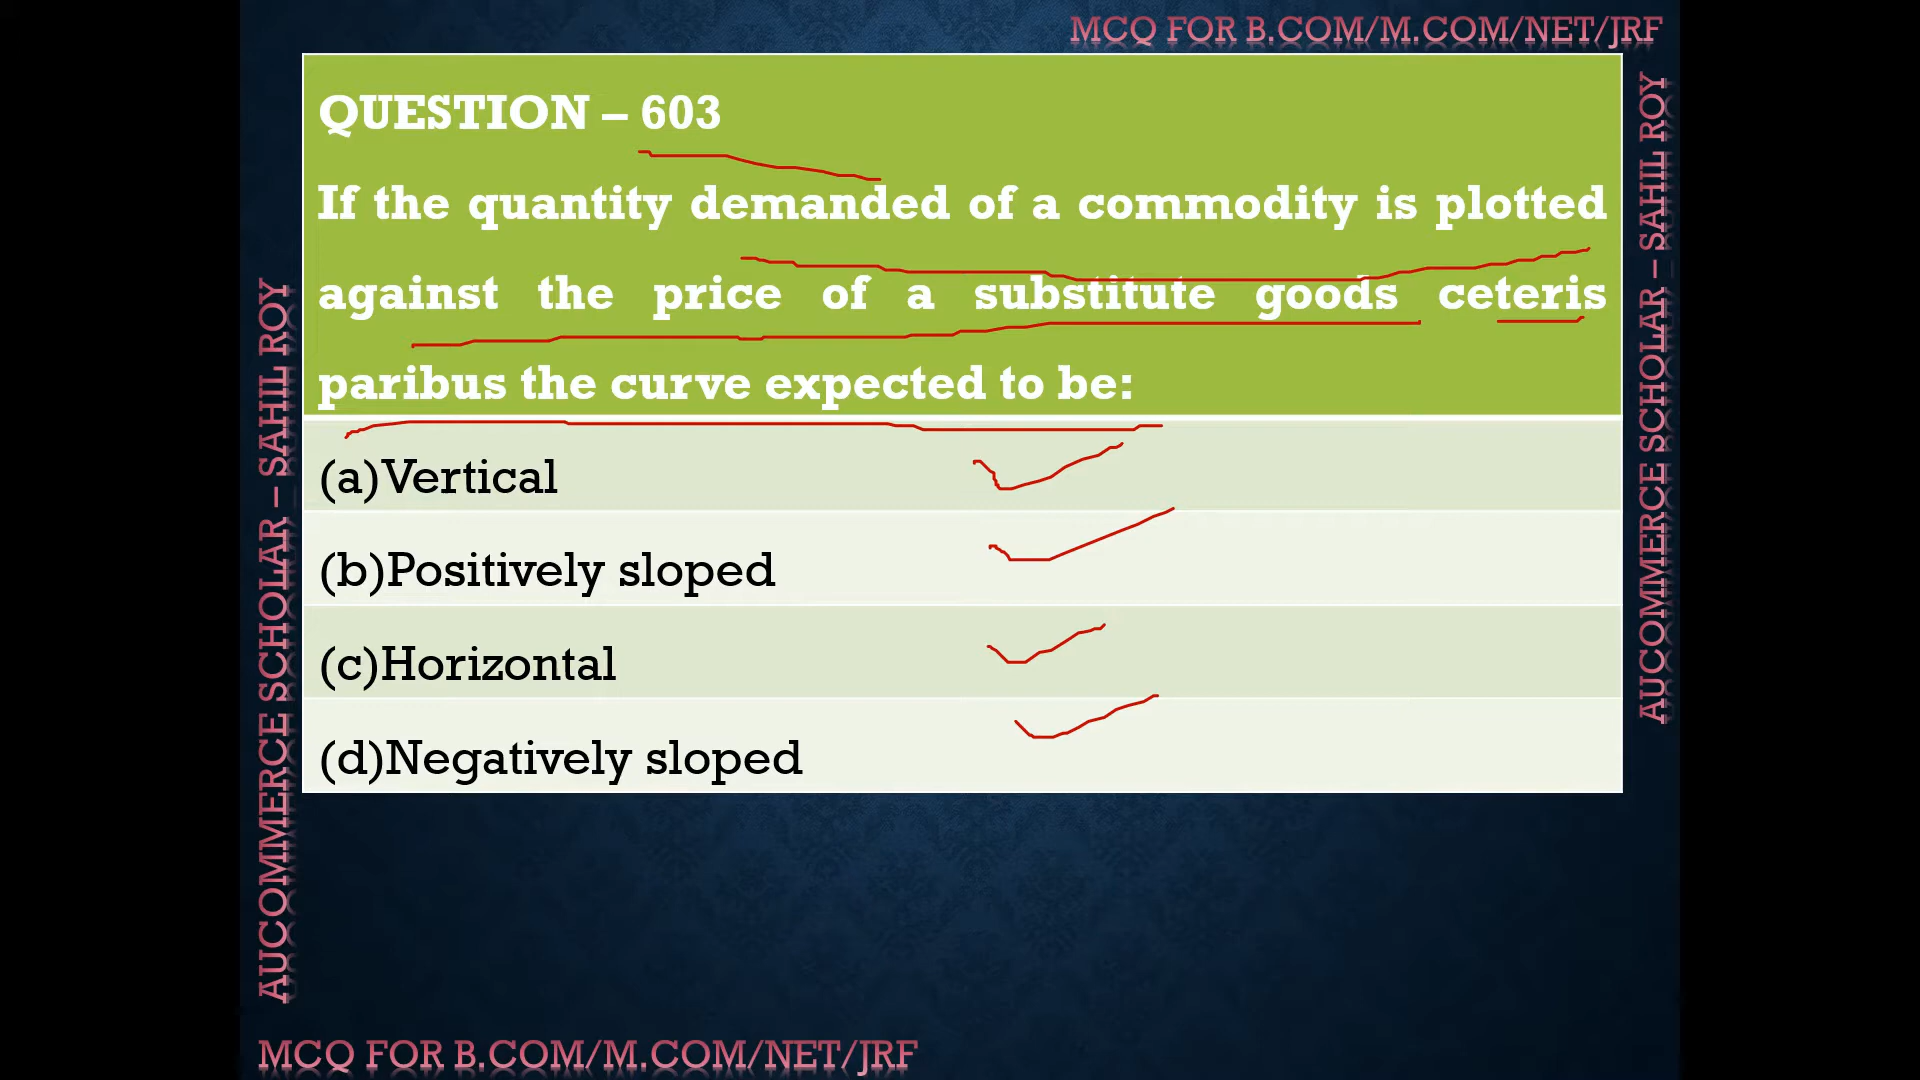 MCQ FOR B.COM/M.COM/NET/JRF
QUESTION – 603
If the quantity demanded of a commodity is plotted
against the price of a substitute goods ceteris
paribus the curve expected to be:
(a)Vertical
(b)Positively sloped
(c)Horizontal
(d)Negatively sloped
AUCOMMERCE SCHOLAR – SAHIL ROY
AUCOMMERCE SCHOLAR – SAHIL ROY
MCQ FOR B.COM/M.COM/NET/JRF